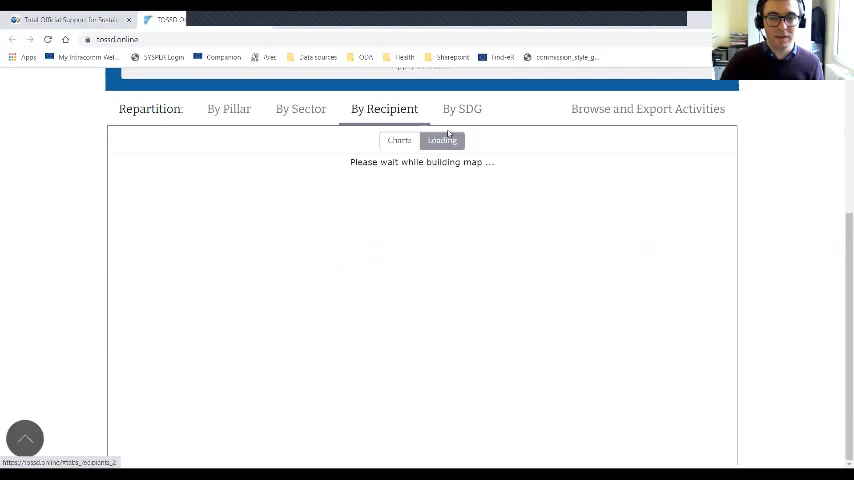 Total Official Support for Sustain
TOSSD O
tossd.online
Apps My Intracomm Wel... SYSPER Login Companion Ares Data sources ODA Health Sharepoint Find-eR commission_style_g...
Repartition: By Pillar By Sector By Recipient By SDG Browse and Export Activities
Charts Loading
Please wait while building map ...
https://tossd.online/#tabs_recipients_2